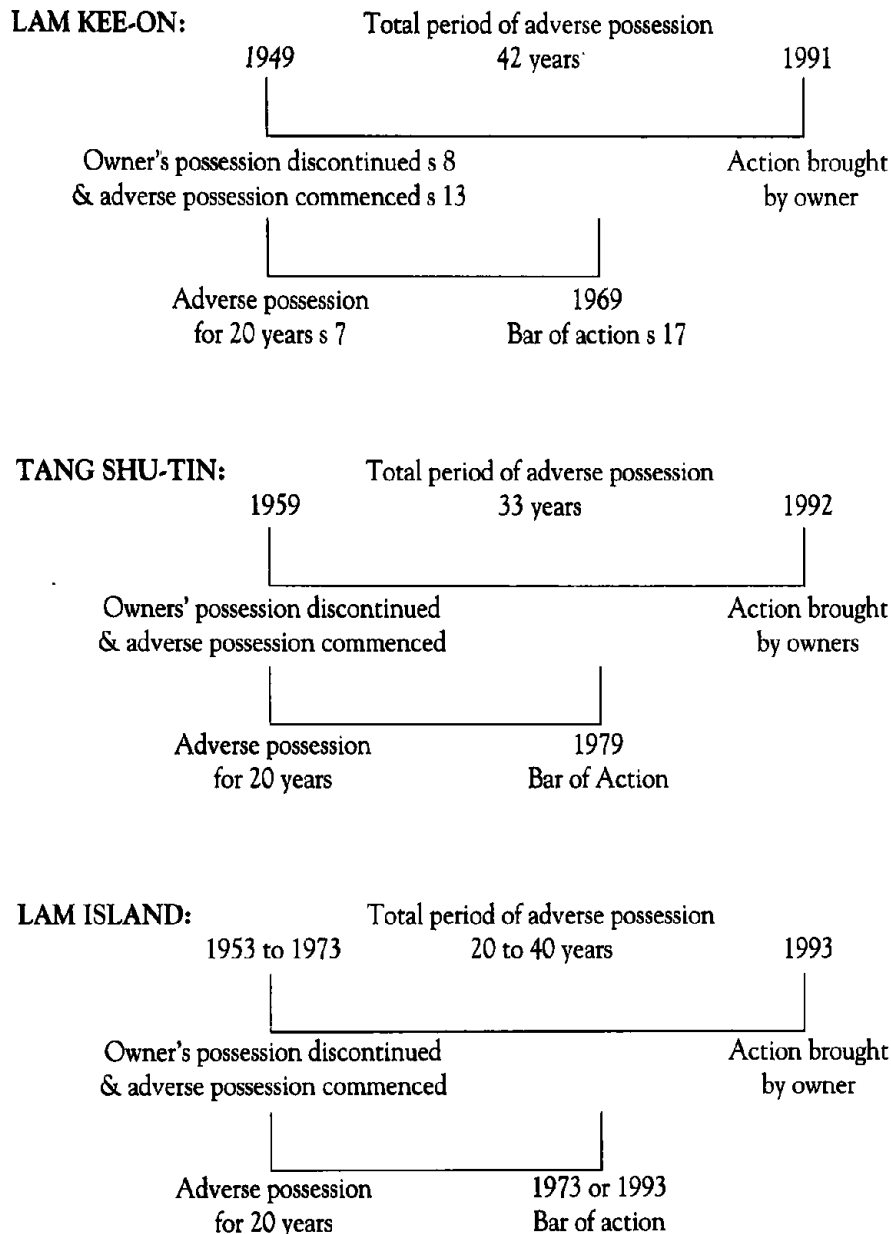 LAM KEE-ON: Total period of adverse possession
1949 42 years 1991
Owner's possession discontinued s 8 Action brought
& adverse possession commenced s 13 by owner
Adverse possession 1969
for 20 years s 7 Bar of action s 17
TANG SHU-TIN: Total period of adverse possession
1959 33 years 1992
Owners' possession discontinued Action brought
& adverse possession commenced by owners
Adverse possession 1979
for 20 years Bar of Action
LAM ISLAND: Total period of adverse possession
1953 to 1973 20 to 40 years 1993
Owner's possession discontinued Action brought
& adverse possession commenced by owner
Adverse possession 1973 or 1993
for 20 years Bar of action